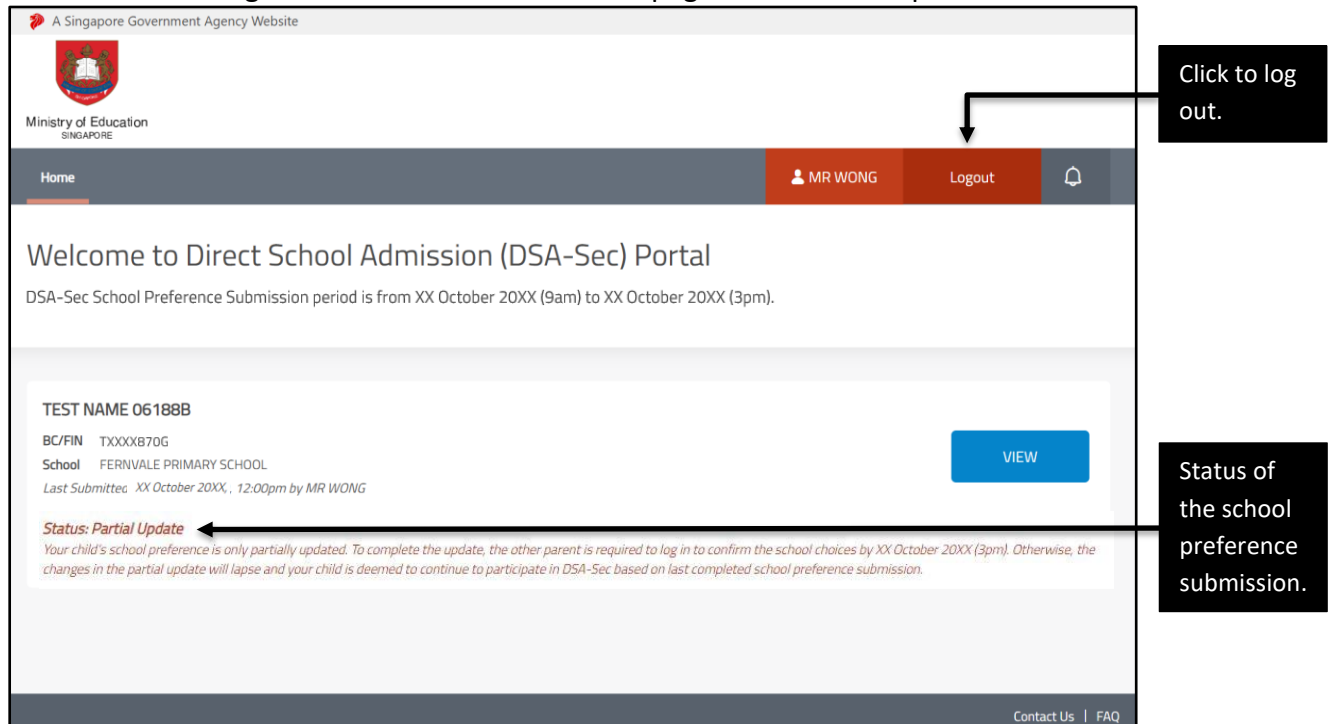 A Singapore Government Agency Website
Ministry of Education
SINGAPORE
Click to log
out.
Home
MR WONG
Logout
Welcome to Direct School Admission (DSA-Sec) Portal
DSA-Sec School Preference Submission period is from XX October 20XX (9am) to XX October 20XX (3pm).
TEST NAME 06188B
BC/FIN TXXXX870G
School FERNVALE PRIMARY SCHOOL
Last Submitted XX October 20XX, , 12:00pm by MR WONG
VIEW
Status: Partial Update
Your child's school preference is only partially updated. To complete the update, the other parent is required to log in to confirm the school choices by XX October 20XX (3pm). Otherwise, the
changes in the partial update will lapse and your child is deemed to continue to participate in DSA-Sec based on last completed school preference submission.
Status of
the school
preference
submission.
Contact Us | FAQ